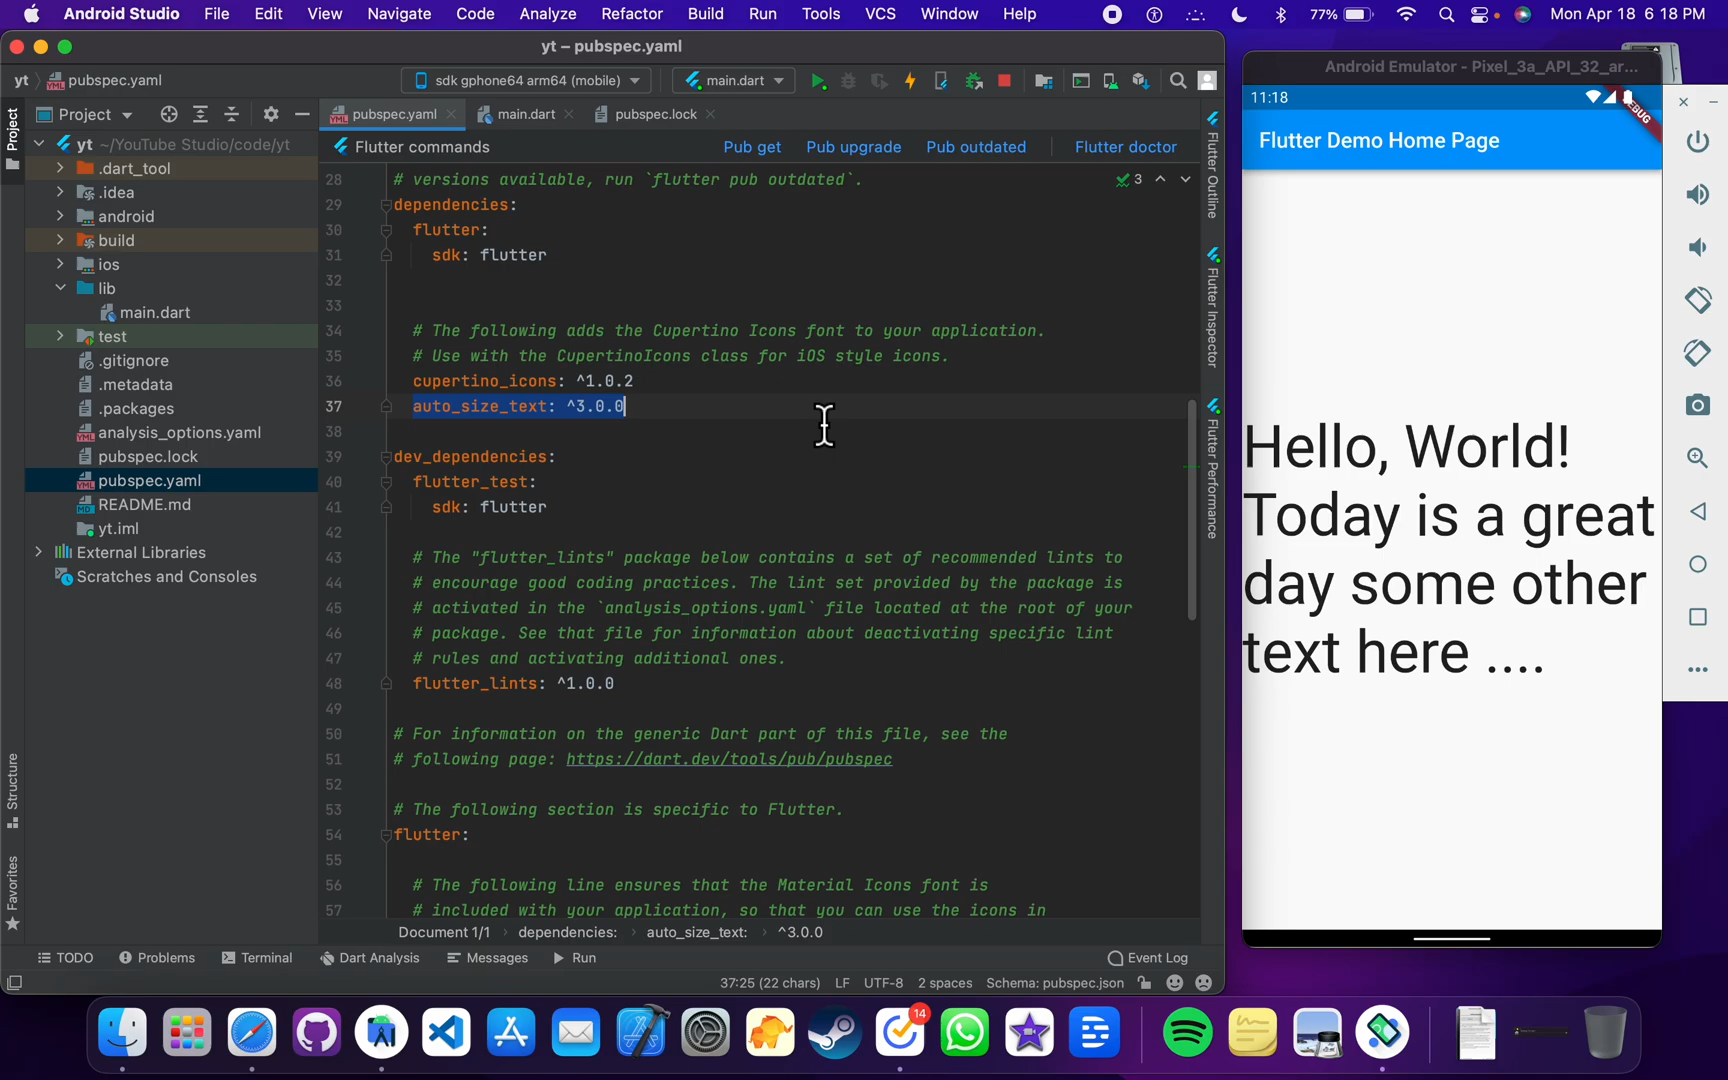 Android Studio File Edit View Navigate Code Analyze Refactor Build Run Tools VCS Window Help 77% Mon Apr 18 6 18 PM
yt – pubspec.yaml
yt pubspec.yaml sdk gphone64 arm64 (mobile) main.dart
Project
Project
yt ~/YouTube Studio/code/yt
.dart_tool
.idea
android
build
ios
lib
main.dart
test
.gitignore
.metadata
.packages
analysis_options.yaml
pubspec.lock
pubspec.yaml
README.md
yt.iml
External Libraries
Scratches and Consoles
Structure
Favorites
pubspec.yaml main.dart pubspec.lock
Flutter commands Pub get Pub upgrade Pub outdated Flutter doctor
3
28 # versions available, run `flutter pub outdated`.
29 dependencies:
30 flutter:
31 sdk: flutter
32
33
34 # The following adds the Cupertino Icons font to your application.
35 # Use with the CupertinoIcons class for iOS style icons.
36 cupertino_icons: ^1.0.2
37 auto_size_text: ^3.0.0
38
39 dev_dependencies:
40 flutter_test:
41 sdk: flutter
42
43 # The "flutter_lints" package below contains a set of recommended lints to
44 # encourage good coding practices. The lint set provided by the package is
45 # activated in the `analysis_options.yaml` file located at the root of your
46 # package. See that file for information about deactivating specific lint
47 # rules and activating additional ones.
48 flutter_lints: ^1.0.0
49
50 # For information on the generic Dart part of this file, see the
51 # following page: https://dart.dev/tools/pub/pubspec
52
53 # The following section is specific to Flutter.
54 flutter:
55
56 # The following line ensures that the Material Icons font is
57 # included with your application, so that you can use the icons in
Document 1/1 dependencies: auto_size_text: ^3.0.0
Flutter Outline
Flutter Inspector
Flutter Performance
TODO Problems Terminal Dart Analysis Messages Run Event Log
37:25 (22 chars) LF UTF-8 2 spaces Schema: pubspec.json
Android Emulator - Pixel_3a_API_32_ar...
11:18
DEBUG
Flutter Demo Home Page
Hello, World!
Today is a great
day some other
text here ....
14